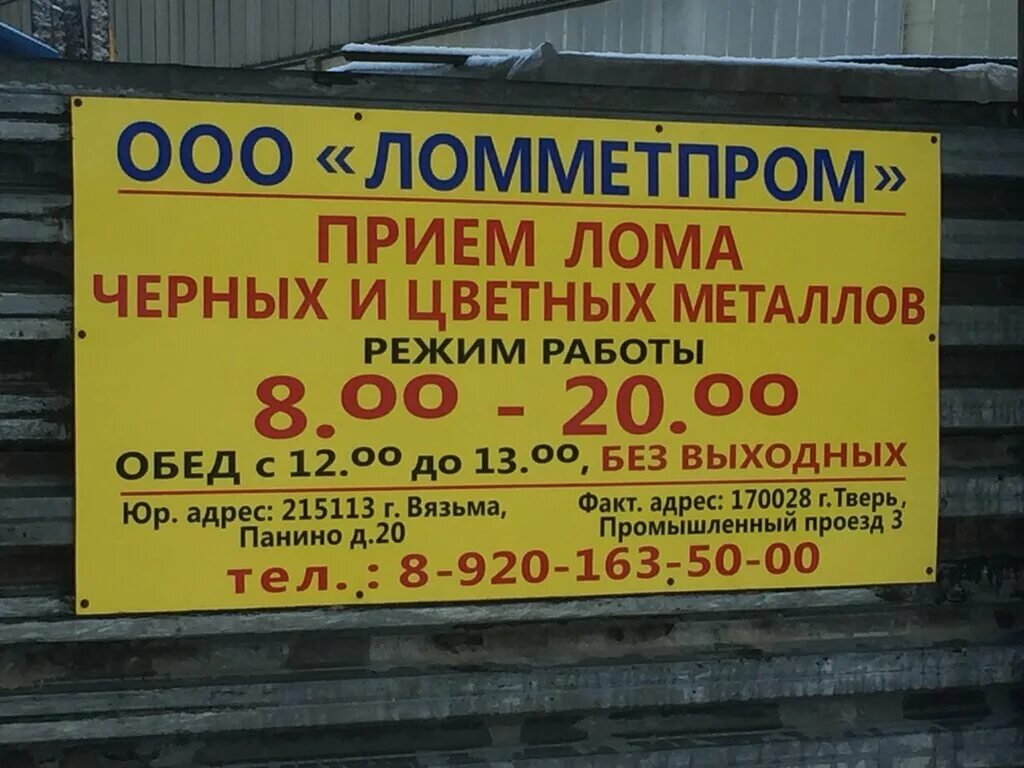 ООО «ЛОММЕТПРОМ»
ПРИЕМ ЛОМА
ЧЕРНЫХ И ЦВЕТНЫХ МЕТАЛЛОВ
РЕЖИМ РАБОТЫ
8.00 - 20.00
ОБЕД с 12.00 до 13.00, БЕЗ ВЫХОДНЫХ
Юр. адрес: 215113 г. Вязьма,
Панино д.20
Факт. адрес: 170028 г.Тверь,
Промышленный проезд 3
тел.: 8-920-163-50-00